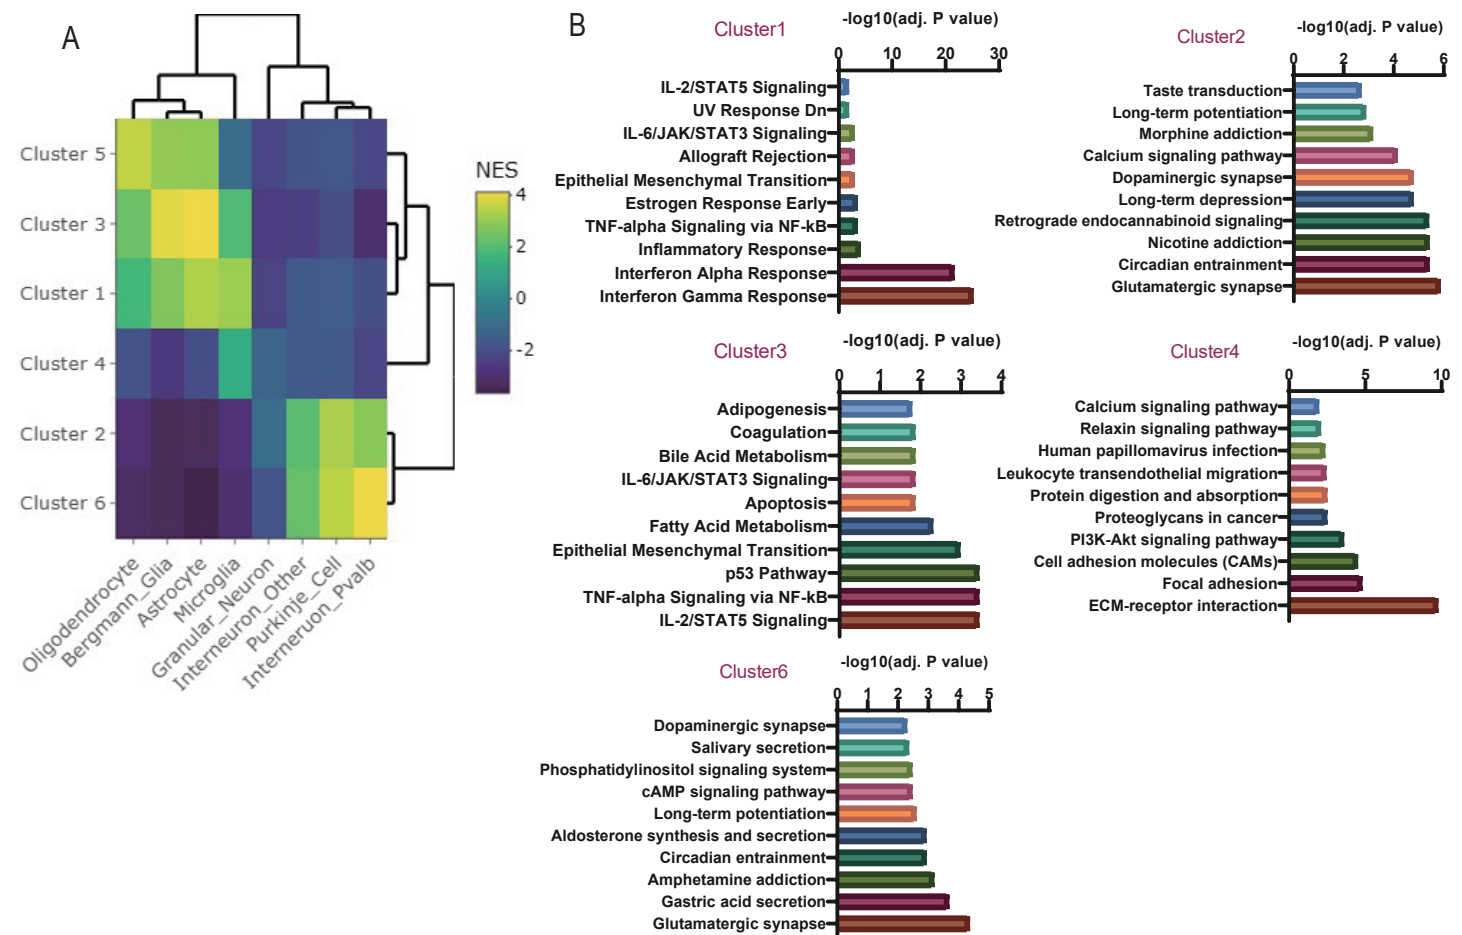 A
Cluster 5
Cluster 3
Cluster 1
Cluster 4
Cluster 2
Cluster 6
Oligodendrocyte
Bergmann_Glia
Astrocyte
Microglia
Granular_Neuron
Interneuron_Other
Purkinje_Cell
Interneruon_Pvalb
NES
4
2
0
-2
B
Cluster1
-log10(adj. P value)
0 10 20 30
IL-2/STAT5 Signaling
UV Response Dn
IL-6/JAK/STAT3 Signaling
Allograft Rejection
Epithelial Mesenchymal Transition
Estrogen Response Early
TNF-alpha Signaling via NF-kB
Inflammatory Response
Interferon Alpha Response
Interferon Gamma Response
Cluster2
-log10(adj. P value)
0 2 4 6
Taste transduction
Long-term potentiation
Morphine addiction
Calcium signaling pathway
Dopaminergic synapse
Long-term depression
Retrograde endocannabinoid signaling
Nicotine addiction
Circadian entrainment
Glutamatergic synapse
Cluster3
-log10(adj. P value)
0 1 2 3 4
Adipogenesis
Coagulation
Bile Acid Metabolism
IL-6/JAK/STAT3 Signaling
Apoptosis
Fatty Acid Metabolism
Epithelial Mesenchymal Transition
p53 Pathway
TNF-alpha Signaling via NF-kB
IL-2/STAT5 Signaling
Cluster4
-log10(adj. P value)
0 5 10
Calcium signaling pathway
Relaxin signaling pathway
Human papillomavirus infection
Leukocyte transendothelial migration
Protein digestion and absorption
Proteoglycans in cancer
PI3K-Akt signaling pathway
Cell adhesion molecules (CAMs)
Focal adhesion
ECM-receptor interaction
Cluster6
-log10(adj. P value)
0 1 2 3 4 5
Dopaminergic synapse
Salivary secretion
Phosphatidylinositol signaling system
cAMP signaling pathway
Long-term potentiation
Aldosterone synthesis and secretion
Circadian entrainment
Amphetamine addiction
Gastric acid secretion
Glutamatergic synapse